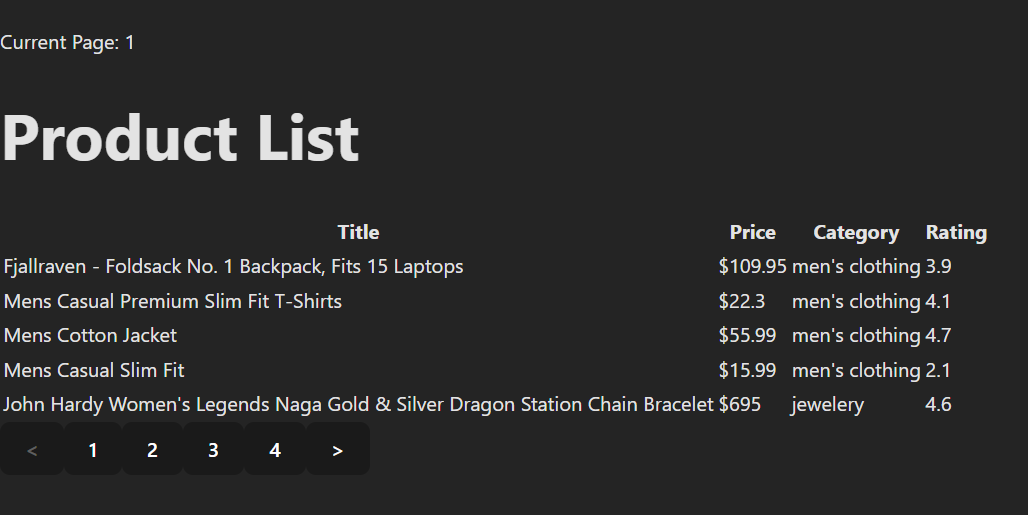 Current Page: 1
Product List
Title Price Category Rating
Fjallraven - Foldsack No. 1 Backpack, Fits 15 Laptops $109.95 men's clothing 3.9
Mens Casual Premium Slim Fit T-Shirts $22.3 men's clothing 4.1
Mens Cotton Jacket $55.99 men's clothing 4.7
Mens Casual Slim Fit $15.99 men's clothing 2.1
John Hardy Women's Legends Naga Gold & Silver Dragon Station Chain Bracelet $695 jewelery 4.6
< 1 2 3 4 >